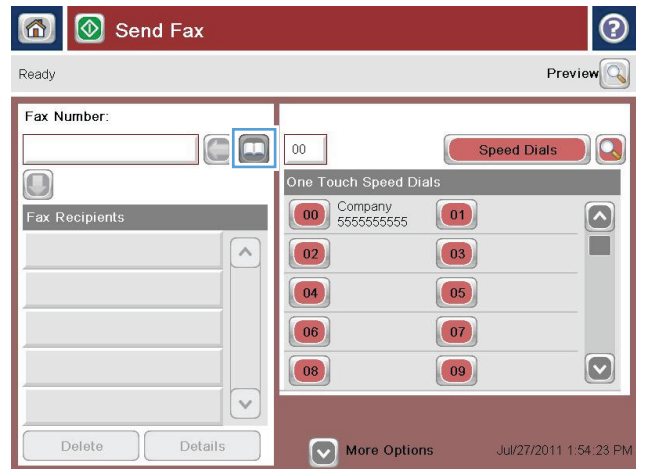 Send Fax
Ready
Preview
Fax Number:
00
Speed Dials
One Touch Speed Dials
Fax Recipients
00 Company 01
5555555555
02 03
04 05
06 07
08 09
Delete Details
More Options
Jul/27/2011 1:54:23 PM